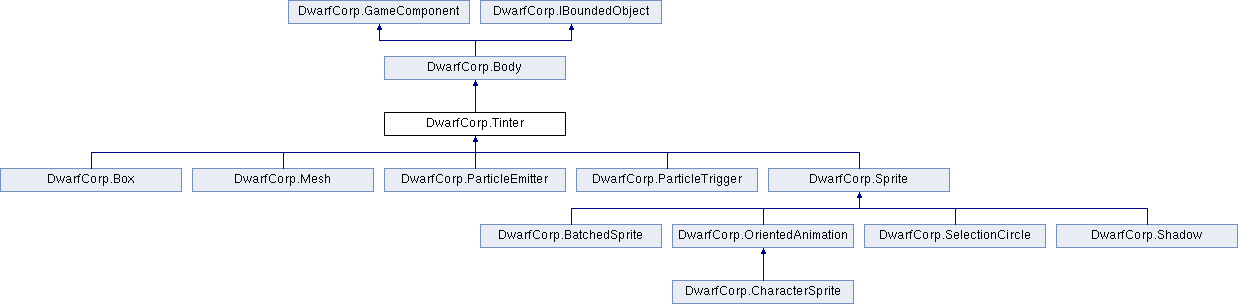 DwarfCorp.GameComponent
DwarfCorp.IBoundedObject
DwarfCorp.Body
DwarfCorp.Tinter
DwarfCorp.Box
DwarfCorp.Mesh
DwarfCorp.ParticleEmitter
DwarfCorp.ParticleTrigger
DwarfCorp.Sprite
DwarfCorp.BatchedSprite
DwarfCorp.OrientedAnimation
DwarfCorp.SelectionCircle
DwarfCorp.Shadow
DwarfCorp.CharacterSprite